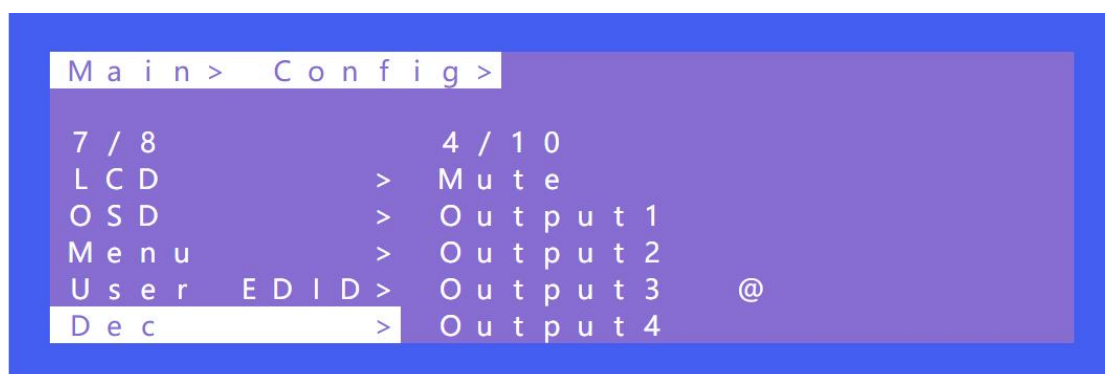 Main> Config>
7/8 4/10
LCD > Mute
OSD > Output1
Menu > Output2
User EDID> Output3 @
Dec > Output4